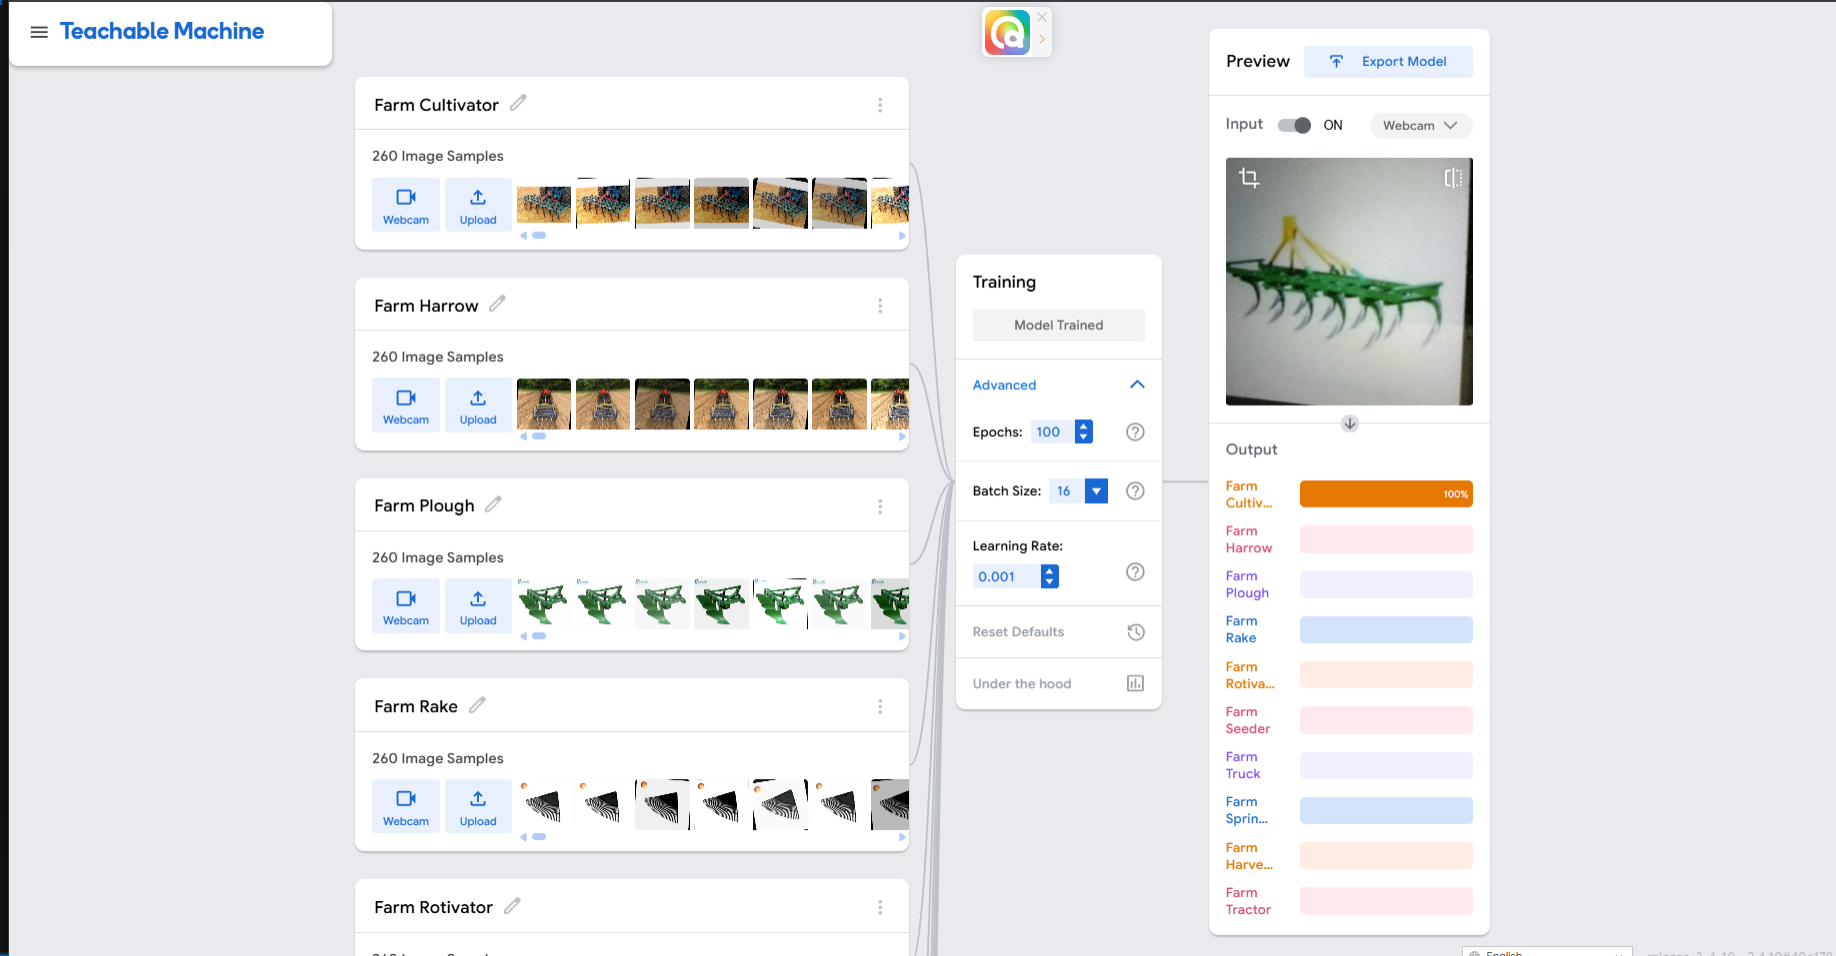 Teachable Machine
Farm Cultivator
260 Image Samples
Webcam
Upload
Farm Harrow
260 Image Samples
Webcam
Upload
Farm Plough
260 Image Samples
Webcam
Upload
Farm Rake
260 Image Samples
Webcam
Upload
Farm Rotivator
Training
Model Trained
Advanced
Epochs: 100
Batch Size: 16
Learning Rate:
0.001
Reset Defaults
Under the hood
Preview
Export Model
Input ON Webcam
Output
Farm
Cultiv...
100%
Farm
Harrow
Farm
Plough
Farm
Rake
Farm
Rotiva...
Farm
Seeder
Farm
Truck
Farm
Sprin...
Farm
Harve...
Farm
Tractor
English